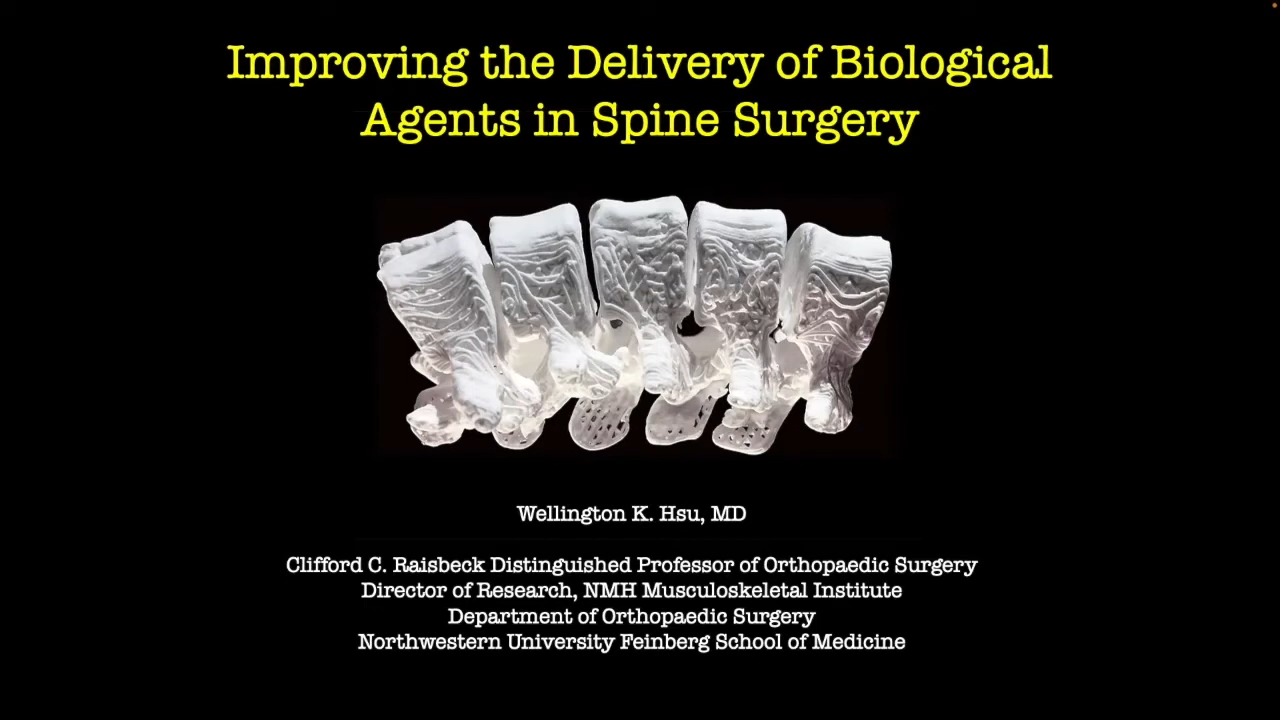 Improving the Delivery of Biological
Agents in Spine Surgery
Wellington K. Hsu, MD
Clifford C. Raisbeck Distinguished Professor of Orthopaedic Surgery
Director of Research, NMH Musculoskeletal Institute
Department of Orthopaedic Surgery
Northwestern University Feinberg School of Medicine